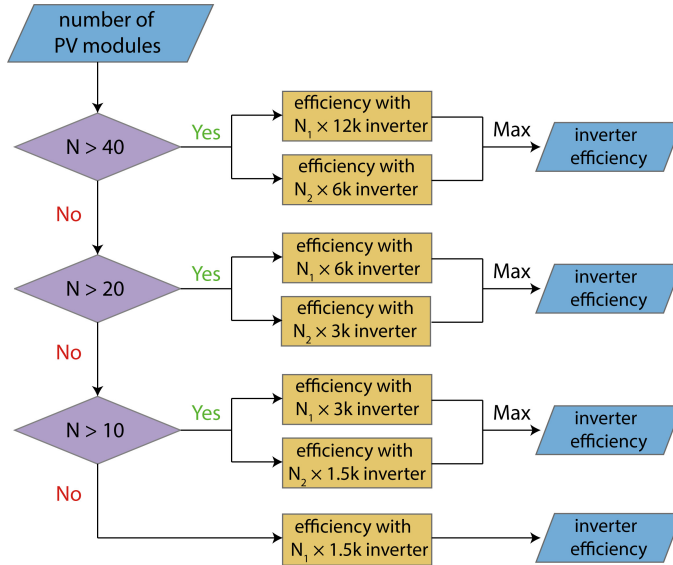 number of
PV modules
N > 40
Yes
efficiency with
N₁ × 12k inverter
efficiency with
N₂ × 6k inverter
Max
inverter
efficiency
No
N > 20
Yes
efficiency with
N₁ × 6k inverter
efficiency with
N₂ × 3k inverter
Max
inverter
efficiency
No
N > 10
Yes
efficiency with
N₁ × 3k inverter
efficiency with
N₂ × 1.5k inverter
Max
inverter
efficiency
No
efficiency with
N₁ × 1.5k inverter
inverter
efficiency